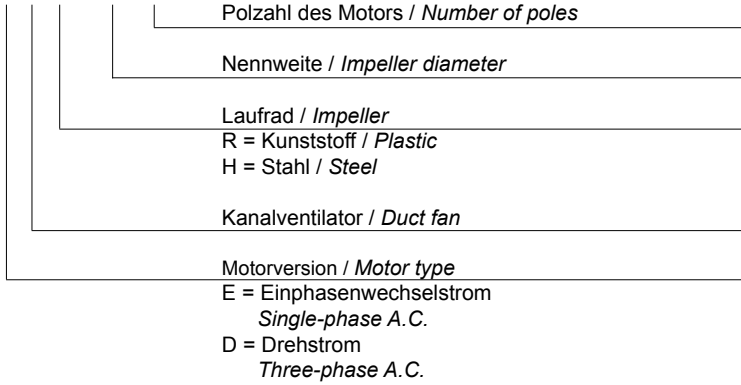 Polzahl des Motors / Number of poles
Nennweite / Impeller diameter
Laufrad / Impeller
R = Kunststoff / Plastic
H = Stahl / Steel
Kanalventilator / Duct fan
Motorversion / Motor type
E = Einphasenwechselstrom
Single-phase A.C.
D = Drehstrom
Three-phase A.C.